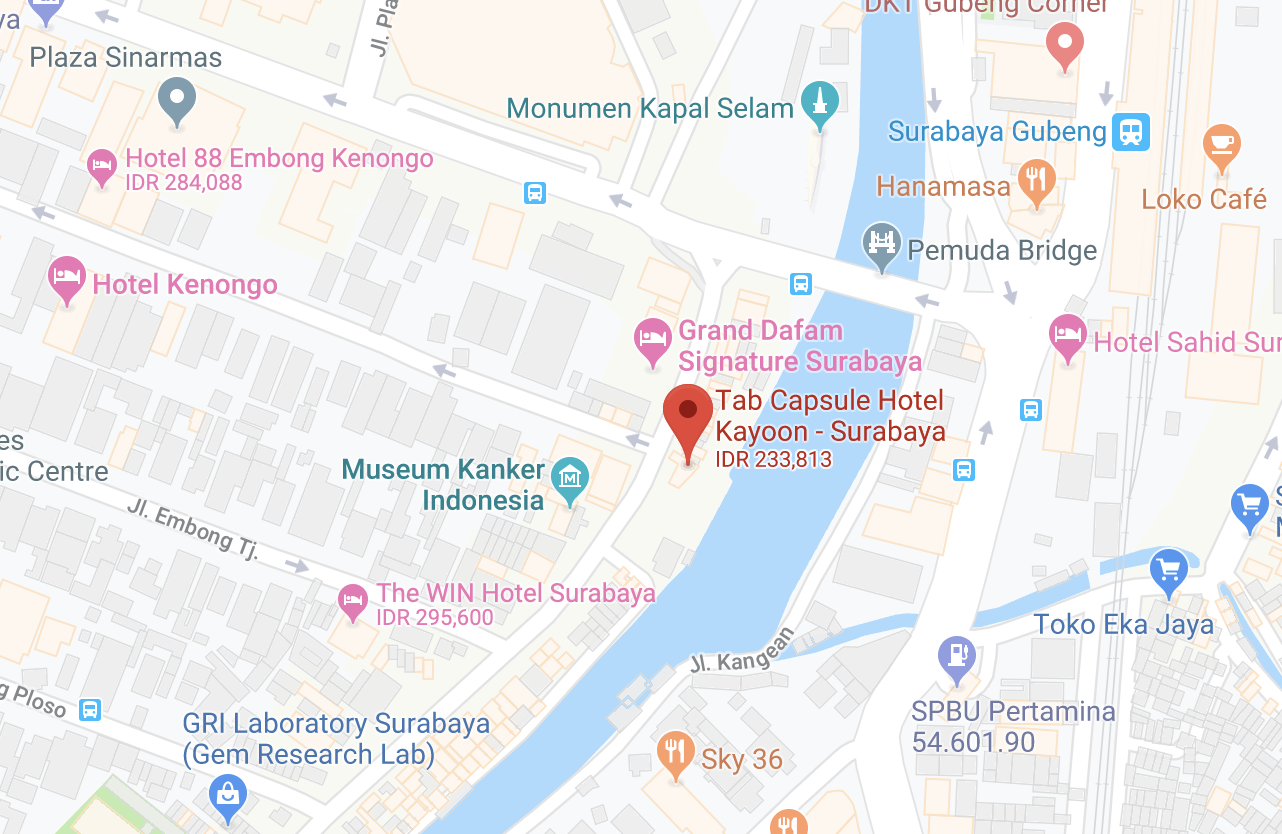 DKT Gubeng Corner
ya
Jl. Pla
Plaza Sinarmas
Monumen Kapal Selam
Surabaya Gubeng
Hotel 88 Embong Kenongo
IDR 284,088
Hanamasa
Loko Café
Pemuda Bridge
Hotel Kenongo
Grand Dafam
Signature Surabaya
Hotel Sahid Sur
Tab Capsule Hotel
Kayoon - Surabaya
IDR 233,813
es
ic Centre
Museum Kanker
Indonesia
M
S
M
Jl. Embong Tj.
The WIN Hotel Surabaya
IDR 295,600
Toko Eka Jaya
Jl. Kangean
g Ploso
SPBU Pertamina
54.601.90
GRI Laboratory Surabaya
(Gem Research Lab)
Sky 36